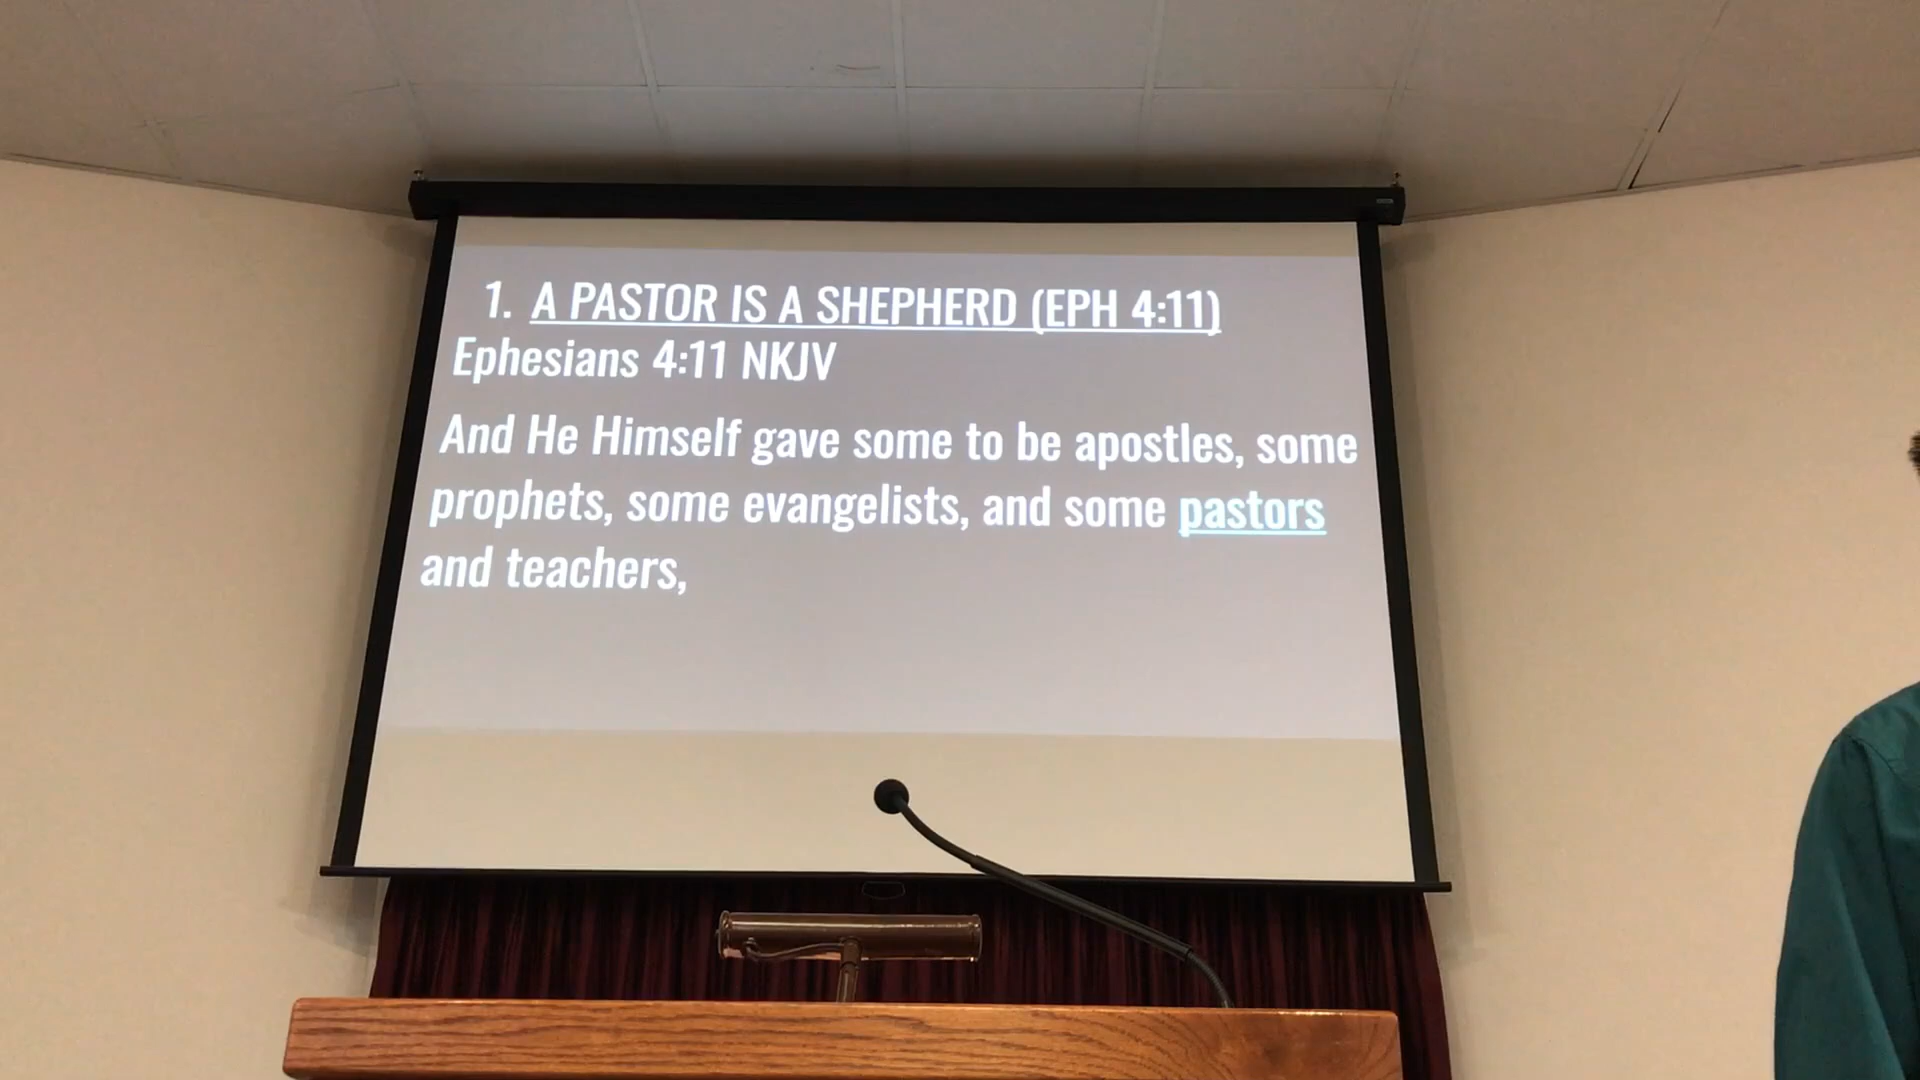 1. A PASTOR IS A SHEPHERD (EPH 4:11)
Ephesians 4:11 NKJV
And He Himself gave some to be apostles, some
prophets, some evangelists, and some pastors
and teachers,